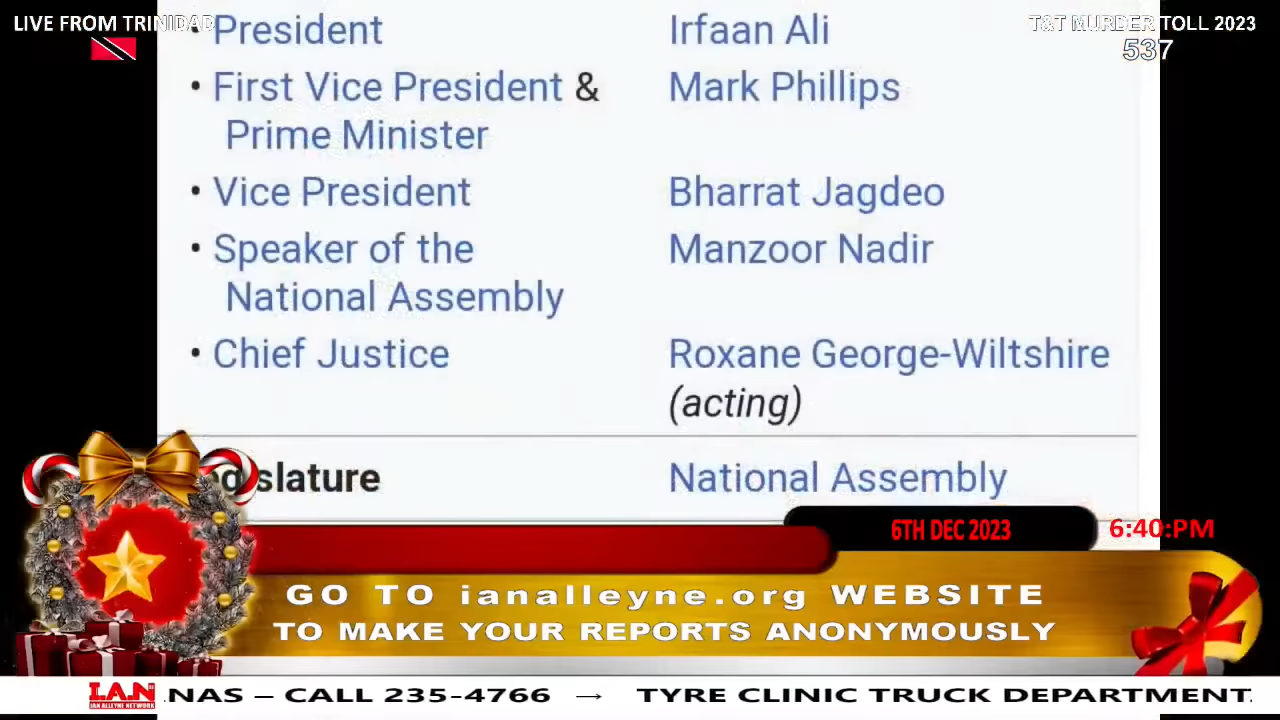 LIVE FROM TRINIDAD
T&T MURDER TOLL 2023
537
• President Irfaan Ali
• First Vice President & Mark Phillips
Prime Minister
• Vice President Bharrat Jagdeo
• Speaker of the Manzoor Nadir
National Assembly
• Chief Justice Roxane George-Wiltshire
(acting)
slature National Assembly
6TH DEC 2023 6:40:PM
GO TO ianalleyne.org WEBSITE
TO MAKE YOUR REPORTS ANONYMOUSLY
I.A.N
IAN ALLEYNE NETWORK
NAS – CALL 235-4766 → TYRE CLINIC TRUCK DEPARTMENT.